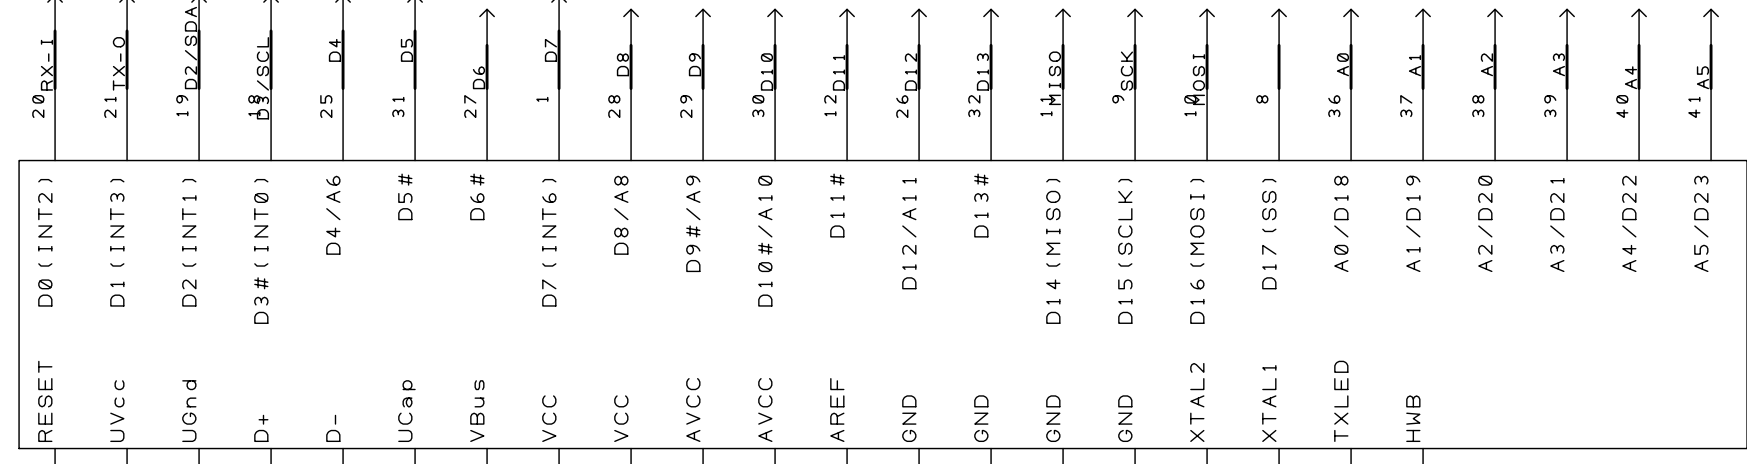 RX-I
TX-O
D2/SDA
D3/SCL
D4
D5
D6
D7
D8
D9
D10
D11
D12
D13
MISO
SCK
MOSI
A0
A1
A2
A3
A4
A5
20
21
19
18
25
31
27
1
28
29
30
12
26
32
11
9
10
8
36
37
38
39
40
41
D0(INT2)
D1(INT3)
D2(INT1)
D3#(INT0)
D4/A6
D5#
D6#
D7(INT6)
D8/A8
D9#/A9
D10#/A10
D11#
D12/A11
D13#
D14(MISO)
D15(SCLK)
D16(MOSI)
D17(SS)
A0/D18
A1/D19
A2/D20
A3/D21
A4/D22
A5/D23
RESET
UVcc
UGnd
D+
D-
UCap
VBus
VCC
VCC
AVCC
AVCC
AREF
GND
GND
GND
GND
XTAL2
XTAL1
TXLED
HWB